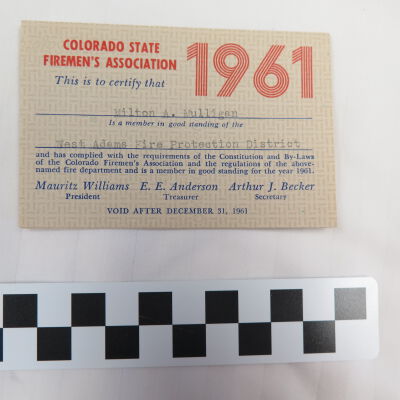 COLORADO STATE
FIREMEN'S ASSOCIATION
1961
This is to certify that
Milton A. Mulligan
Is a member in good standing of the
West Adams Fire Protection District
and has complied with the requirements of the Constitution and By-Laws
of the Colorado Firemen's Association and the regulations of the above-
named fire department and is a member in good standing for the year 1961.
Mauritz Williams E. E. Anderson Arthur J. Becker
President Treasurer Secretary
VOID AFTER DECEMBER 31, 1961